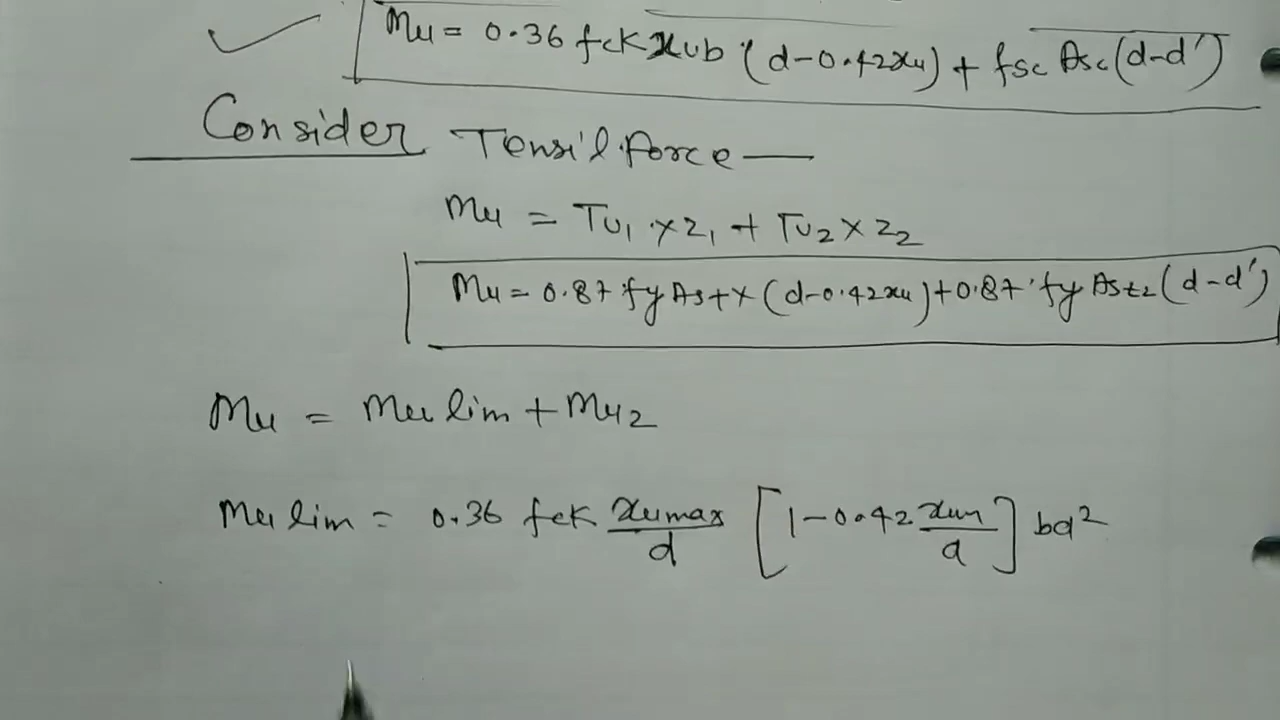 Mu = 0.36 fck xub (d-0.42xu) + fsc Asc (d-d')
Consider Tensil force —
Mu = Tu1 × z1 + Tu2 × z2
Mu = 0.87 fy Ast × (d-0.42xu) + 0.87 fy Ast2 (d-d')
Mu = Mu lim + Mu2
Mu lim = 0.36 fck xumax/d [1-0.42 xum/d] bd²